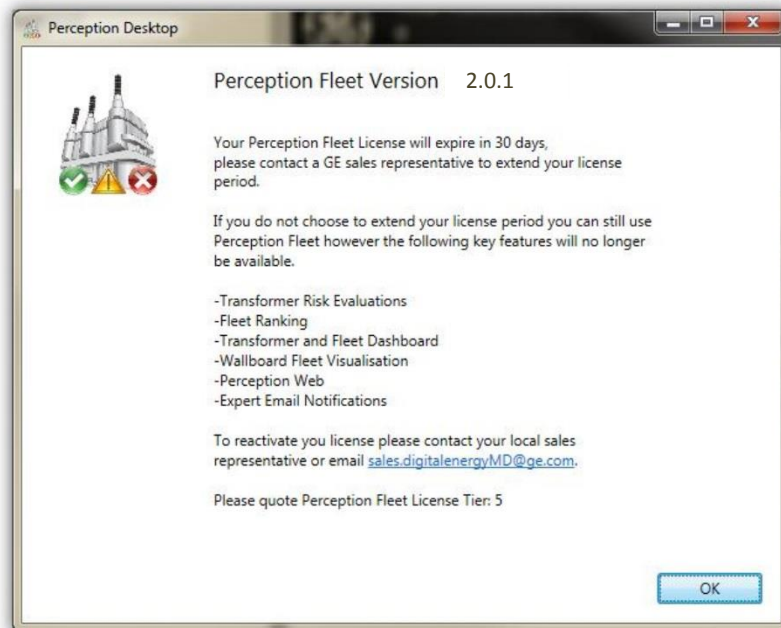 Perception Desktop
Perception Fleet Version 2.0.1
Your Perception Fleet License will expire in 30 days,
please contact a GE sales representative to extend your license
period.
If you do not choose to extend your license period you can still use
Perception Fleet however the following key features will no longer
be available.
-Transformer Risk Evaluations
-Fleet Ranking
-Transformer and Fleet Dashboard
-Wallboard Fleet Visualisation
-Perception Web
-Expert Email Notifications
To reactivate you license please contact your local sales
representative or email sales.digitalenergyMD@ge.com.
Please quote Perception Fleet License Tier: 5
OK